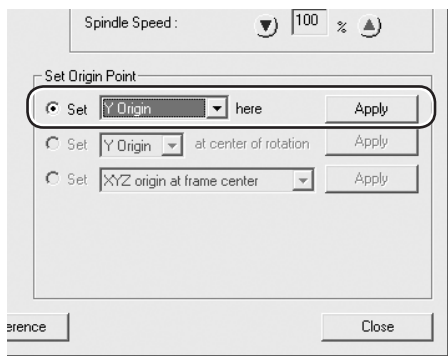 Spindle Speed : 100 %
Set Origin Point
Set Y Origin here Apply
Set Y Origin at center of rotation Apply
Set XYZ origin at frame center Apply
Close